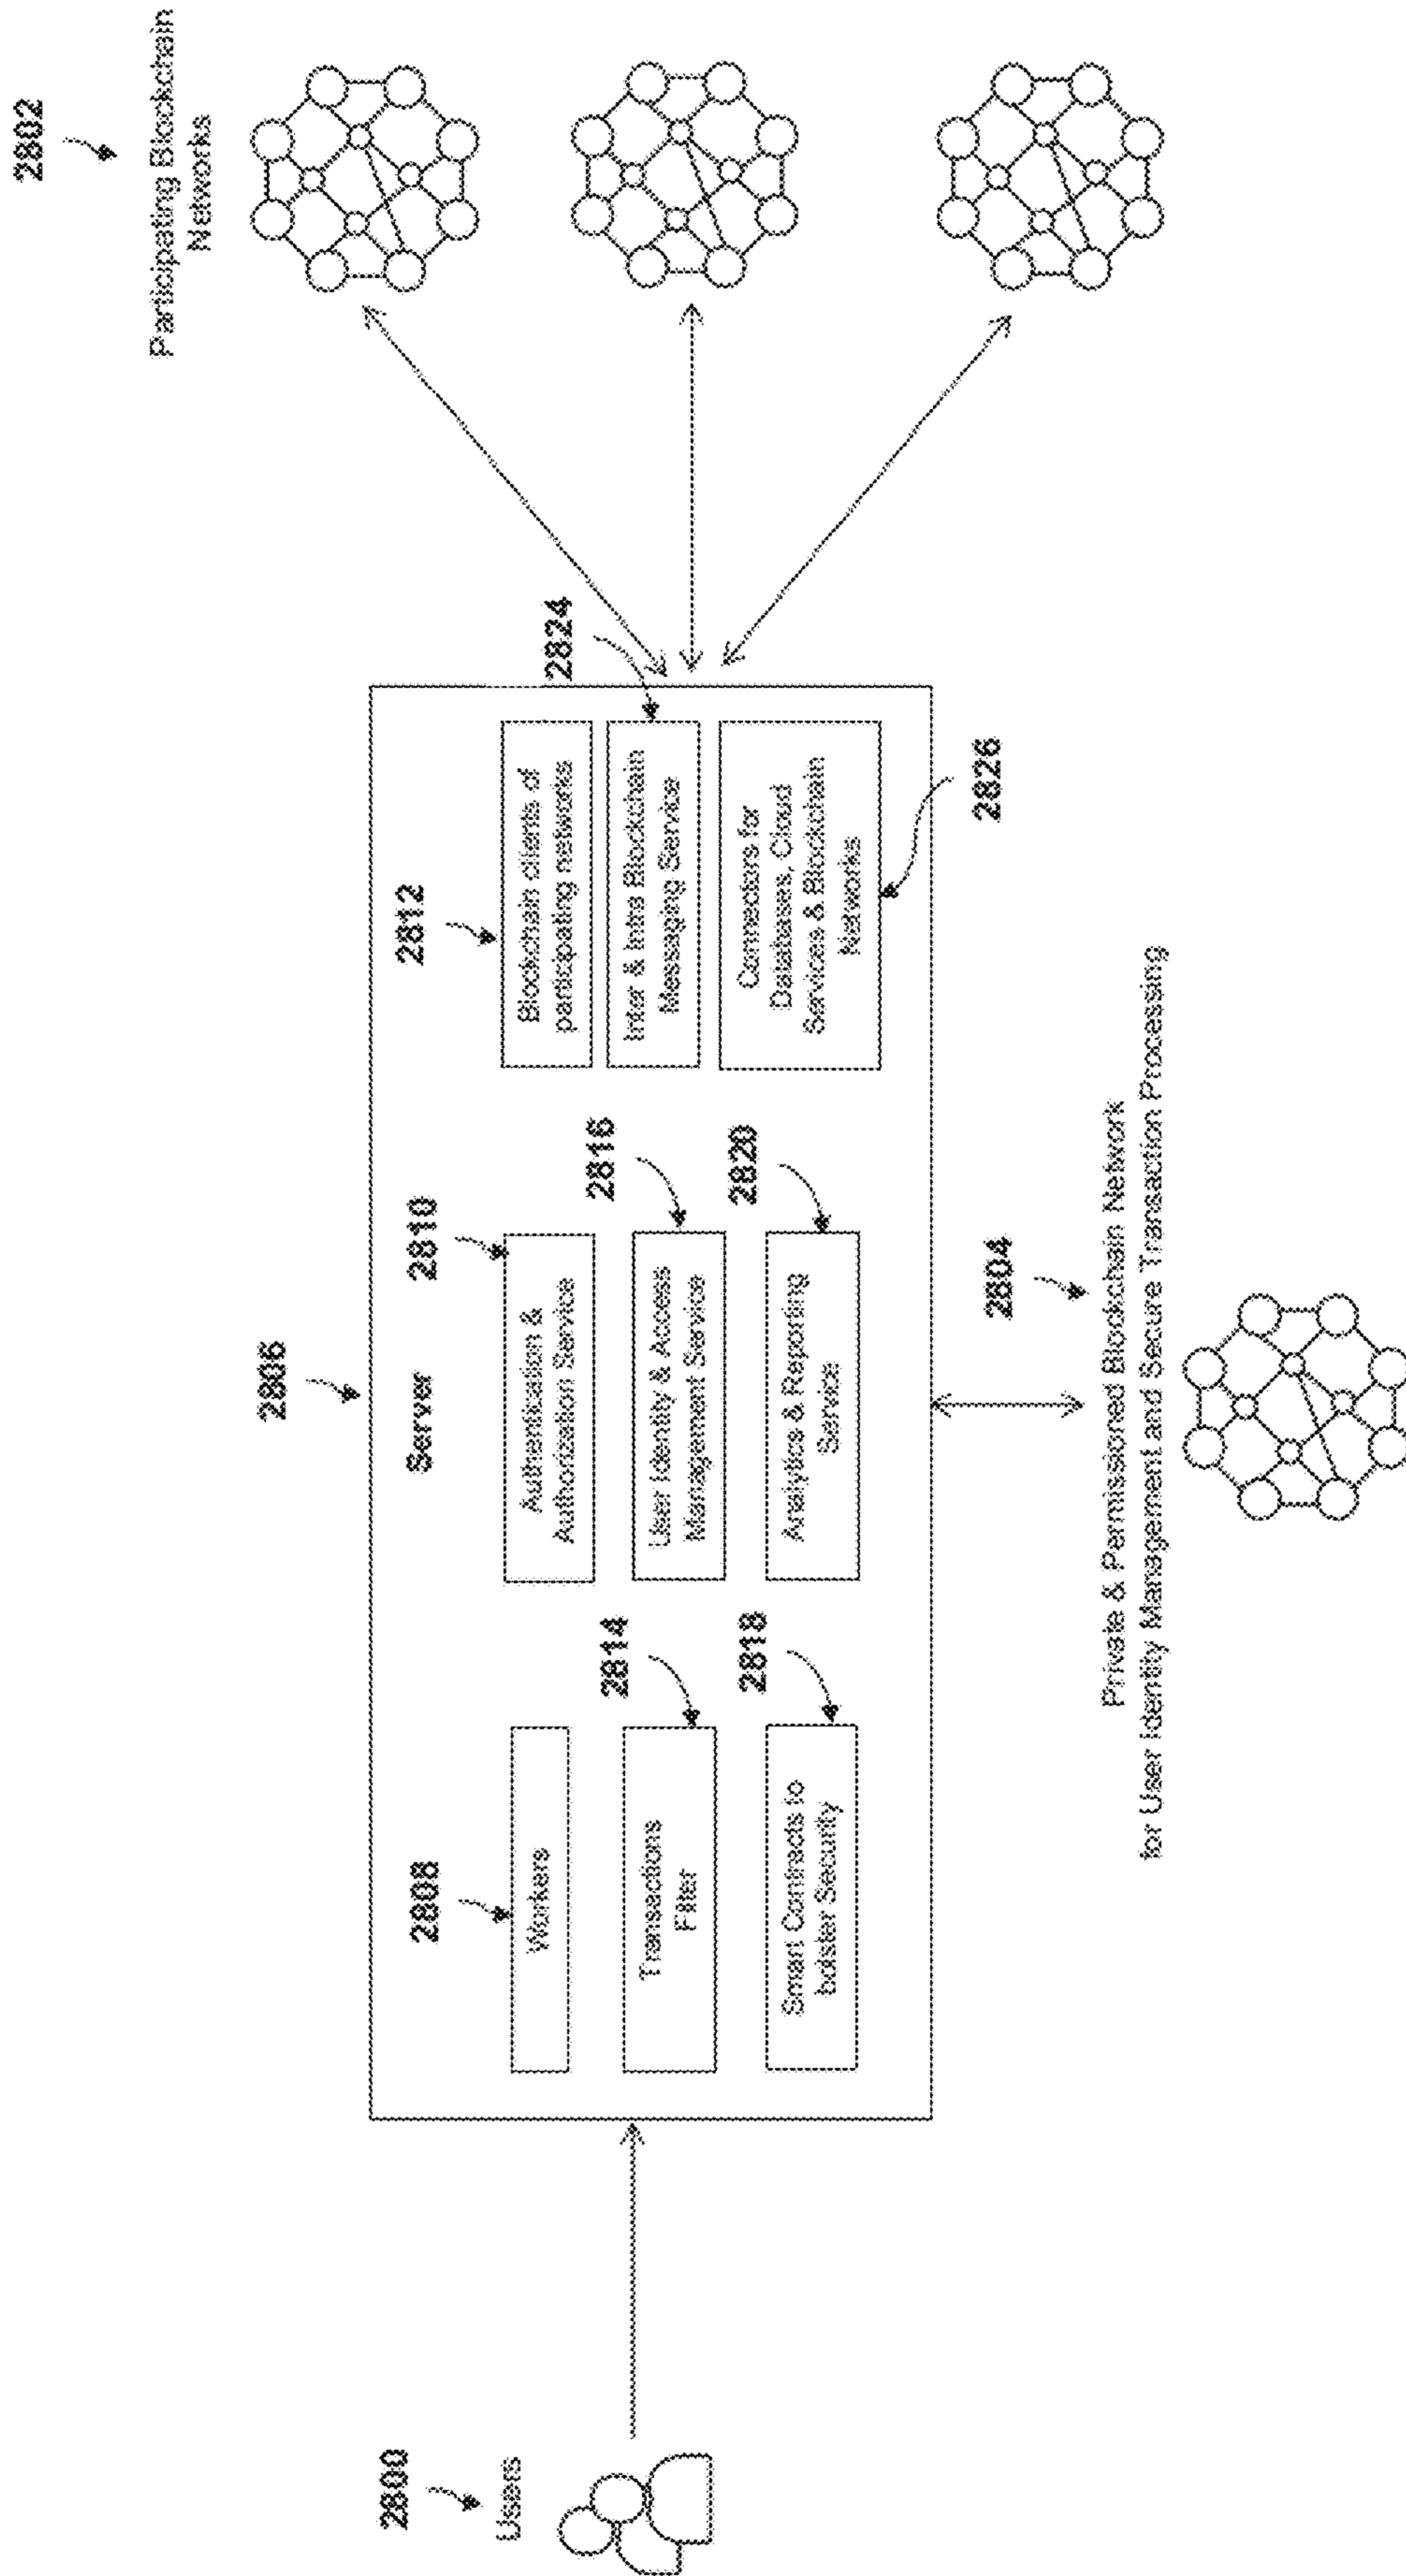 2802
Participating Blockchain
Networks
2806
Server
2800
Users
2808
Workers
2810
Authentication &
Authorization Service
2812
Blockchain clients of
participating networks
2814
Transactions
Filter
2816
User Identity & Access
Management Service
2824
Inter & Intra Blockchain
Messaging Service
2818
Smart Contracts to
bolster Security
2820
Analytics & Reporting
Service
Connectors for
Databases, Cloud
Services & Blockchain
Networks
2826
2804
Private & Permissioned Blockchain Network
for User Identity Management and Secure Transaction Processing